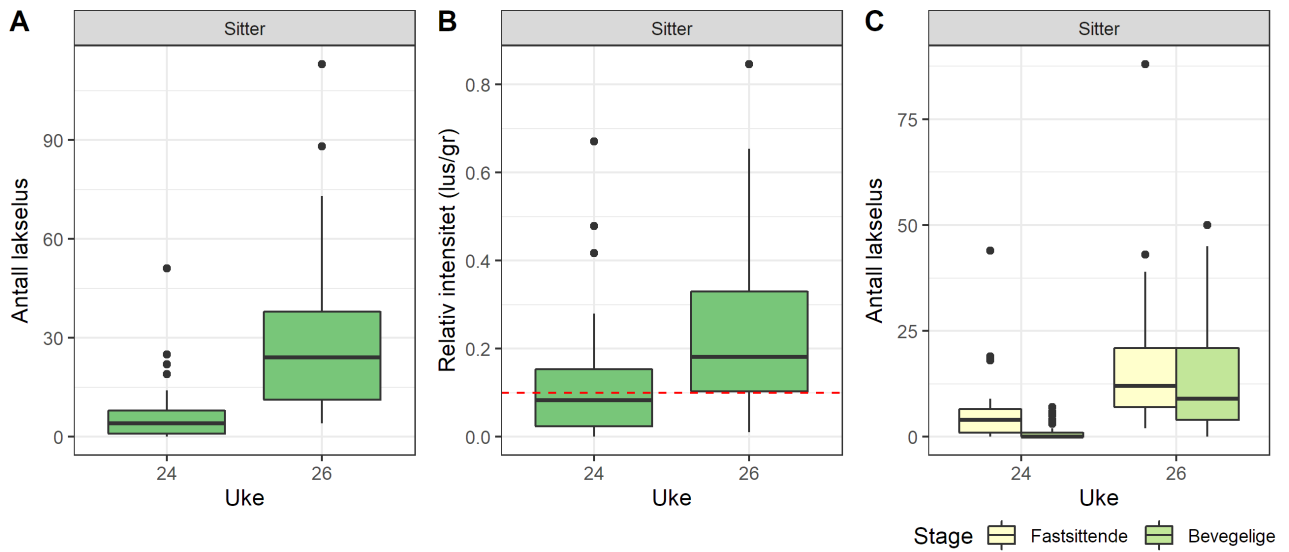 A
Sitter
Antall lakselus
90
60
30
0
24
26
Uke
B
Sitter
Relativ intensitet (lus/gr)
0.8
0.6
0.4
0.2
0.0
24
26
Uke
C
Sitter
Antall lakselus
75
50
25
0
24
26
Uke
Stage
Fastsittende
Bevegelige